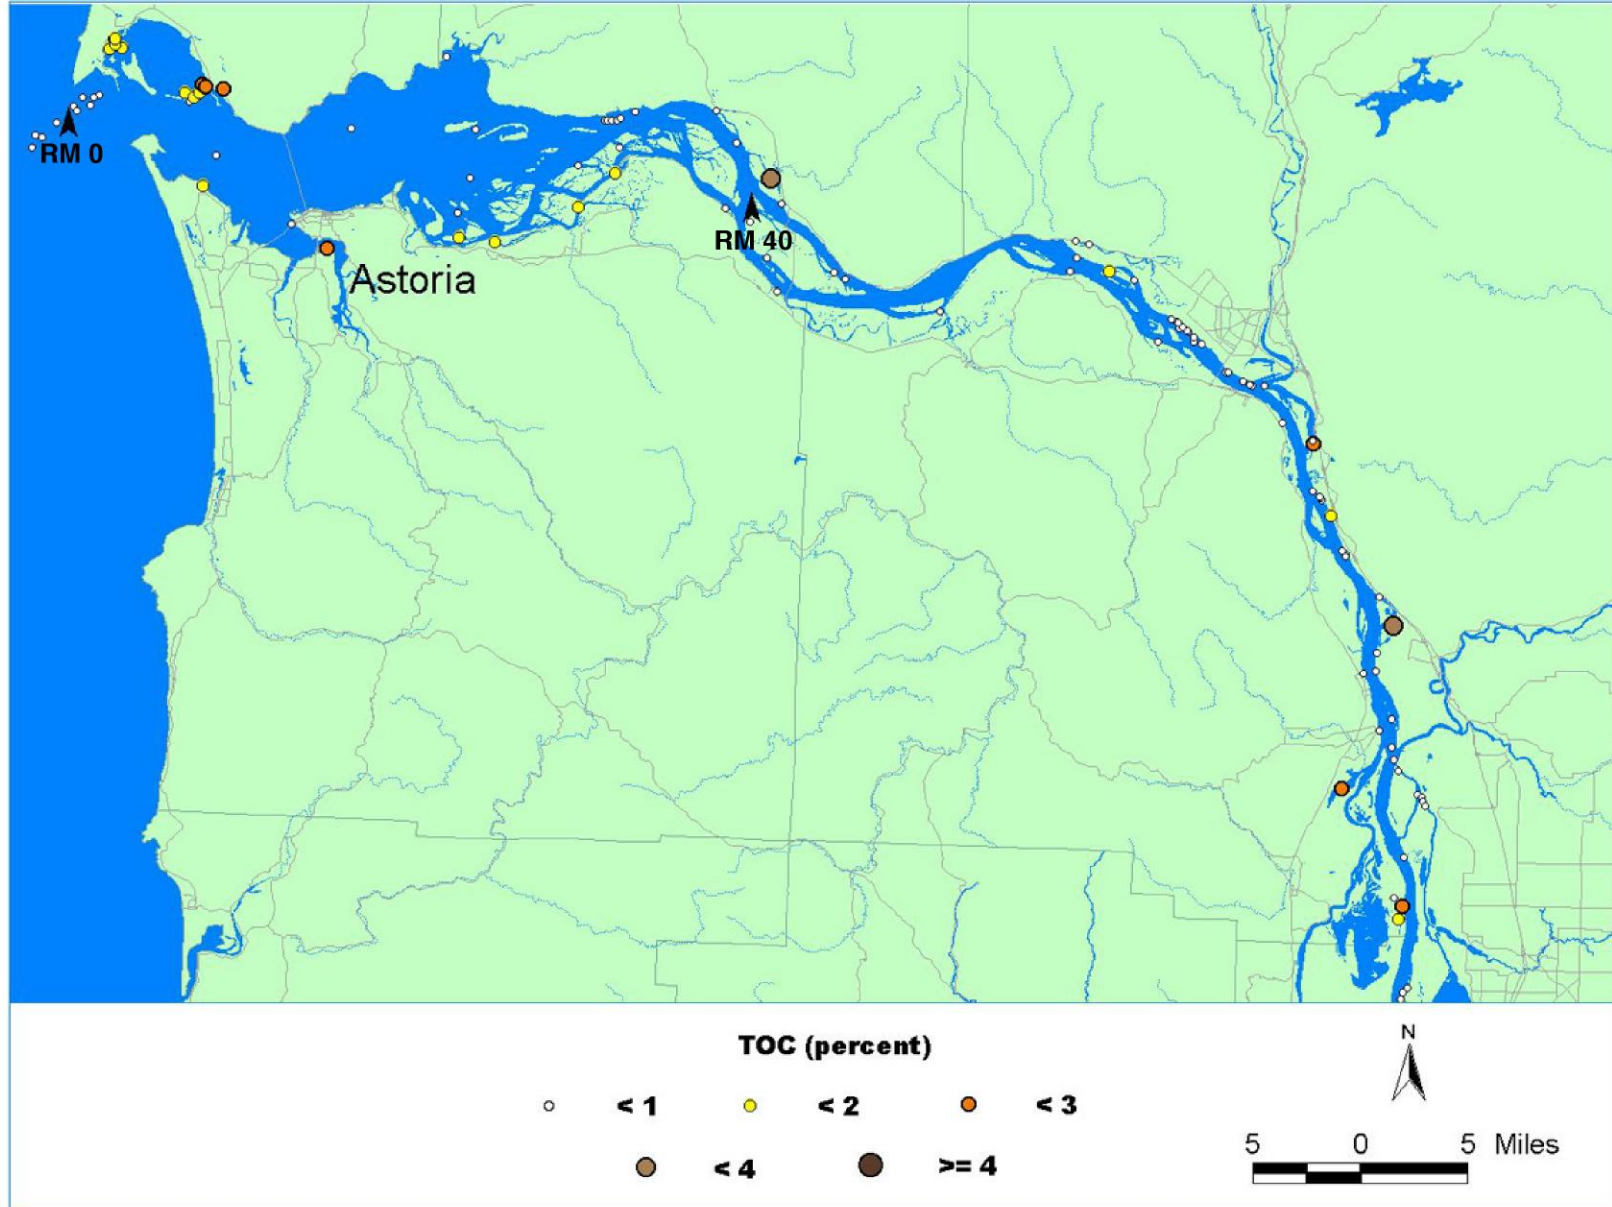 RM 0
RM 40
Astoria
TOC (percent)
< 1 < 2 < 3
< 4 >= 4
N
5 0 5 Miles